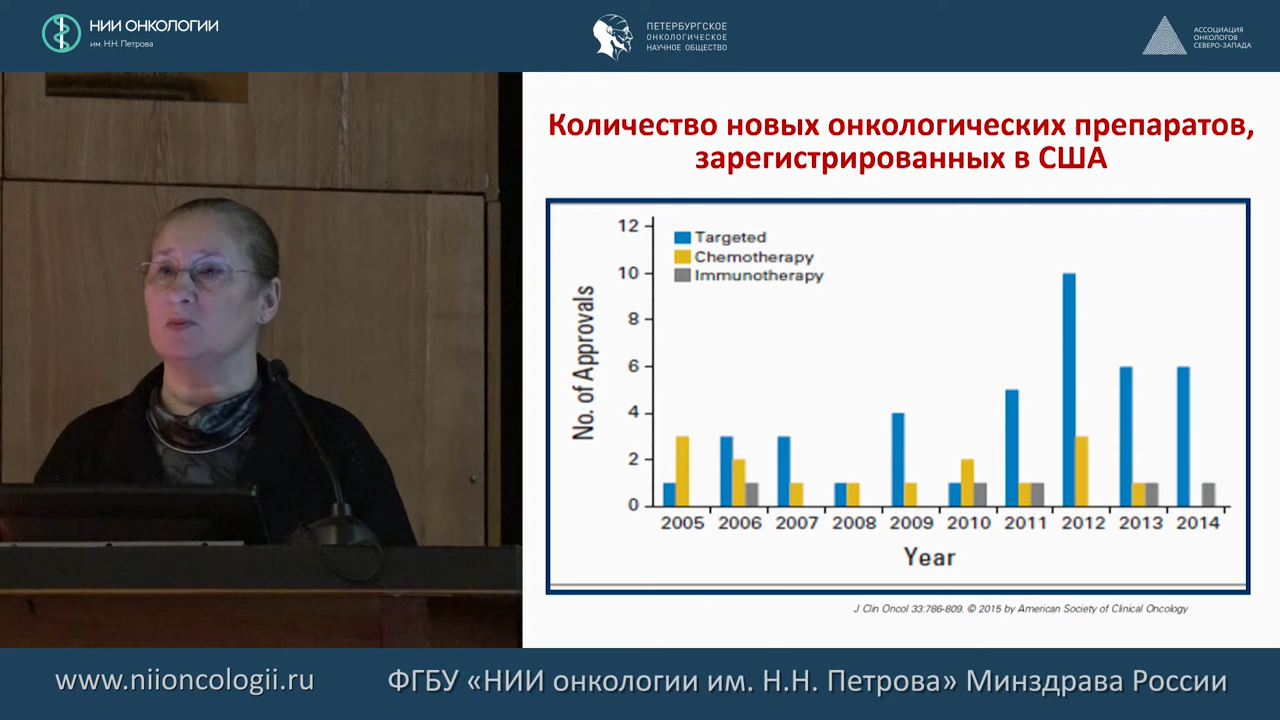 НИИ ОНКОЛОГИИ
им. Н.Н. Петрова
ПЕТЕРБУРГСКОЕ
ОНКОЛОГИЧЕСКОЕ
НАУЧНОЕ ОБЩЕСТВО
АССОЦИАЦИЯ
ОНКОЛОГОВ
СЕВЕРО-ЗАПАДА
Количество новых онкологических препаратов,
зарегистрированных в США
Targeted
Chemotherapy
Immunotherapy
No. of Approvals
12
10
8
6
4
2
0
2005 2006 2007 2008 2009 2010 2011 2012 2013 2014
Year
J Clin Oncol 33:786-809. © 2015 by American Society of Clinical Oncology
www.niioncologii.ru
ФГБУ «НИИ онкологии им. Н.Н. Петрова» Минздрава России